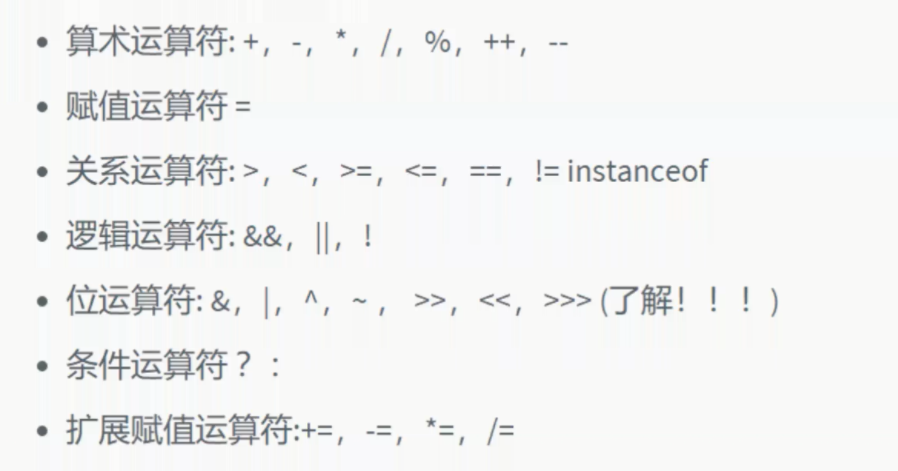 算术运算符: +， -， *， /， %， ++， --
赋值运算符 =
关系运算符: >， <， >=， <=， ==， != instanceof
逻辑运算符: &&， ||， !
位运算符: &， |， ^， ~ ， >>， <<， >>> (了解！！！)
条件运算符 ？ ：
扩展赋值运算符:+=， -=， *=， /=